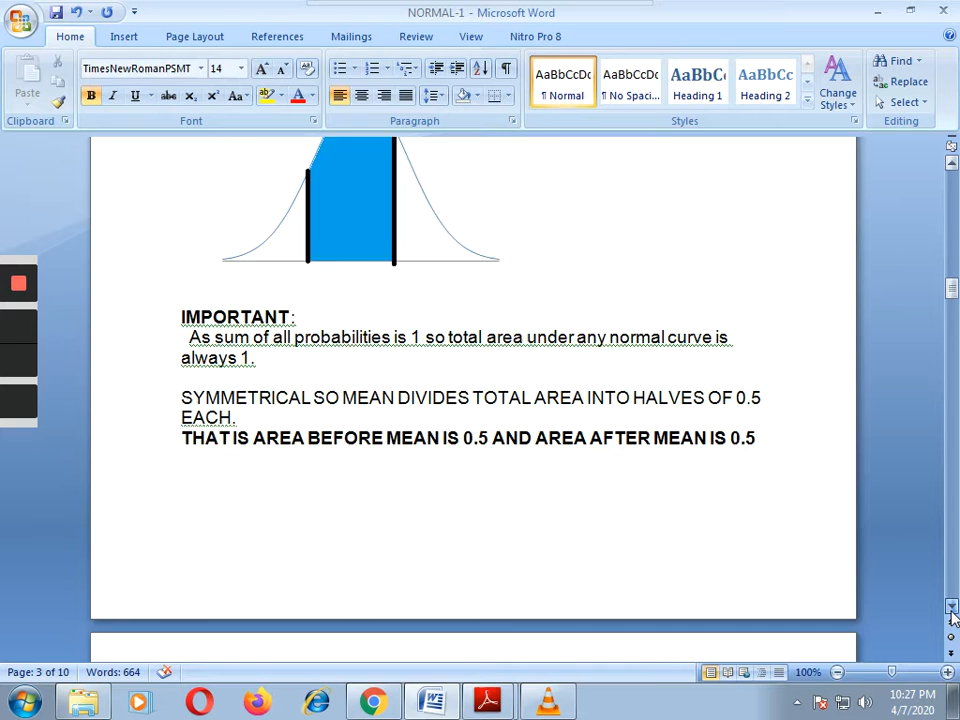 NORMAL-1 - Microsoft Word
Home Insert Page Layout References Mailings Review View Nitro Pro 8
Paste
TimesNewRomanPSMT 14
B I U abc X₂ X² Aa A
AaBbCcDc AaBbCcDc AaBbCc AaBbCc
¶ Normal ¶ No Spaci... Heading 1 Heading 2
Change Styles
Find
Replace
Select
Clipboard Font Paragraph Styles Editing
IMPORTANT:
As sum of all probabilities is 1 so total area under any normal curve is
always 1.
SYMMETRICAL SO MEAN DIVIDES TOTAL AREA INTO HALVES OF 0.5
EACH.
THAT IS AREA BEFORE MEAN IS 0.5 AND AREA AFTER MEAN IS 0.5
Page: 3 of 10 Words: 664 100%
10:27 PM
4/7/2020